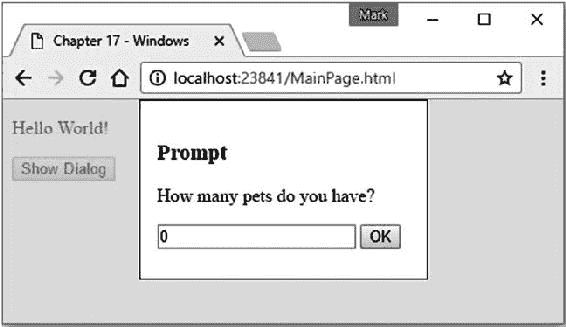 Mark
Chapter 17 - Windows
localhost:23841/MainPage.html
Hello World!
Show Dialog
Prompt
How many pets do you have?
0
OK